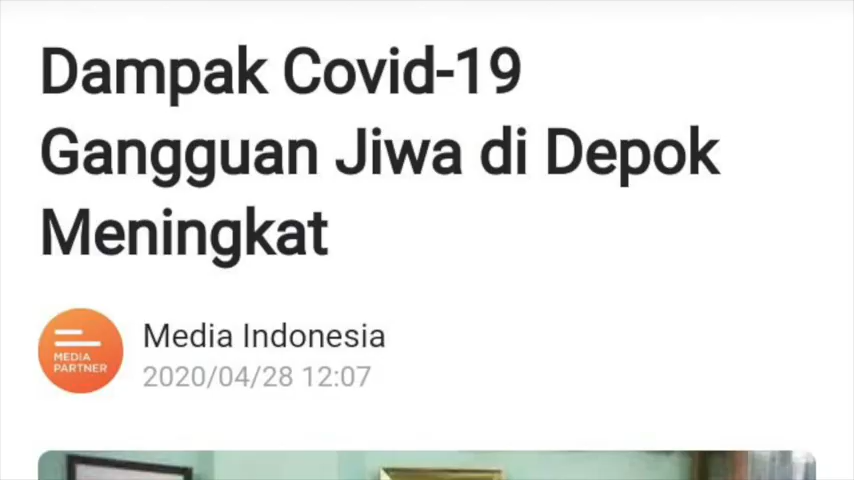 Dampak Covid-19
Gangguan Jiwa di Depok
Meningkat
Media Indonesia
MEDIA
PARTNER
2020/04/28 12:07